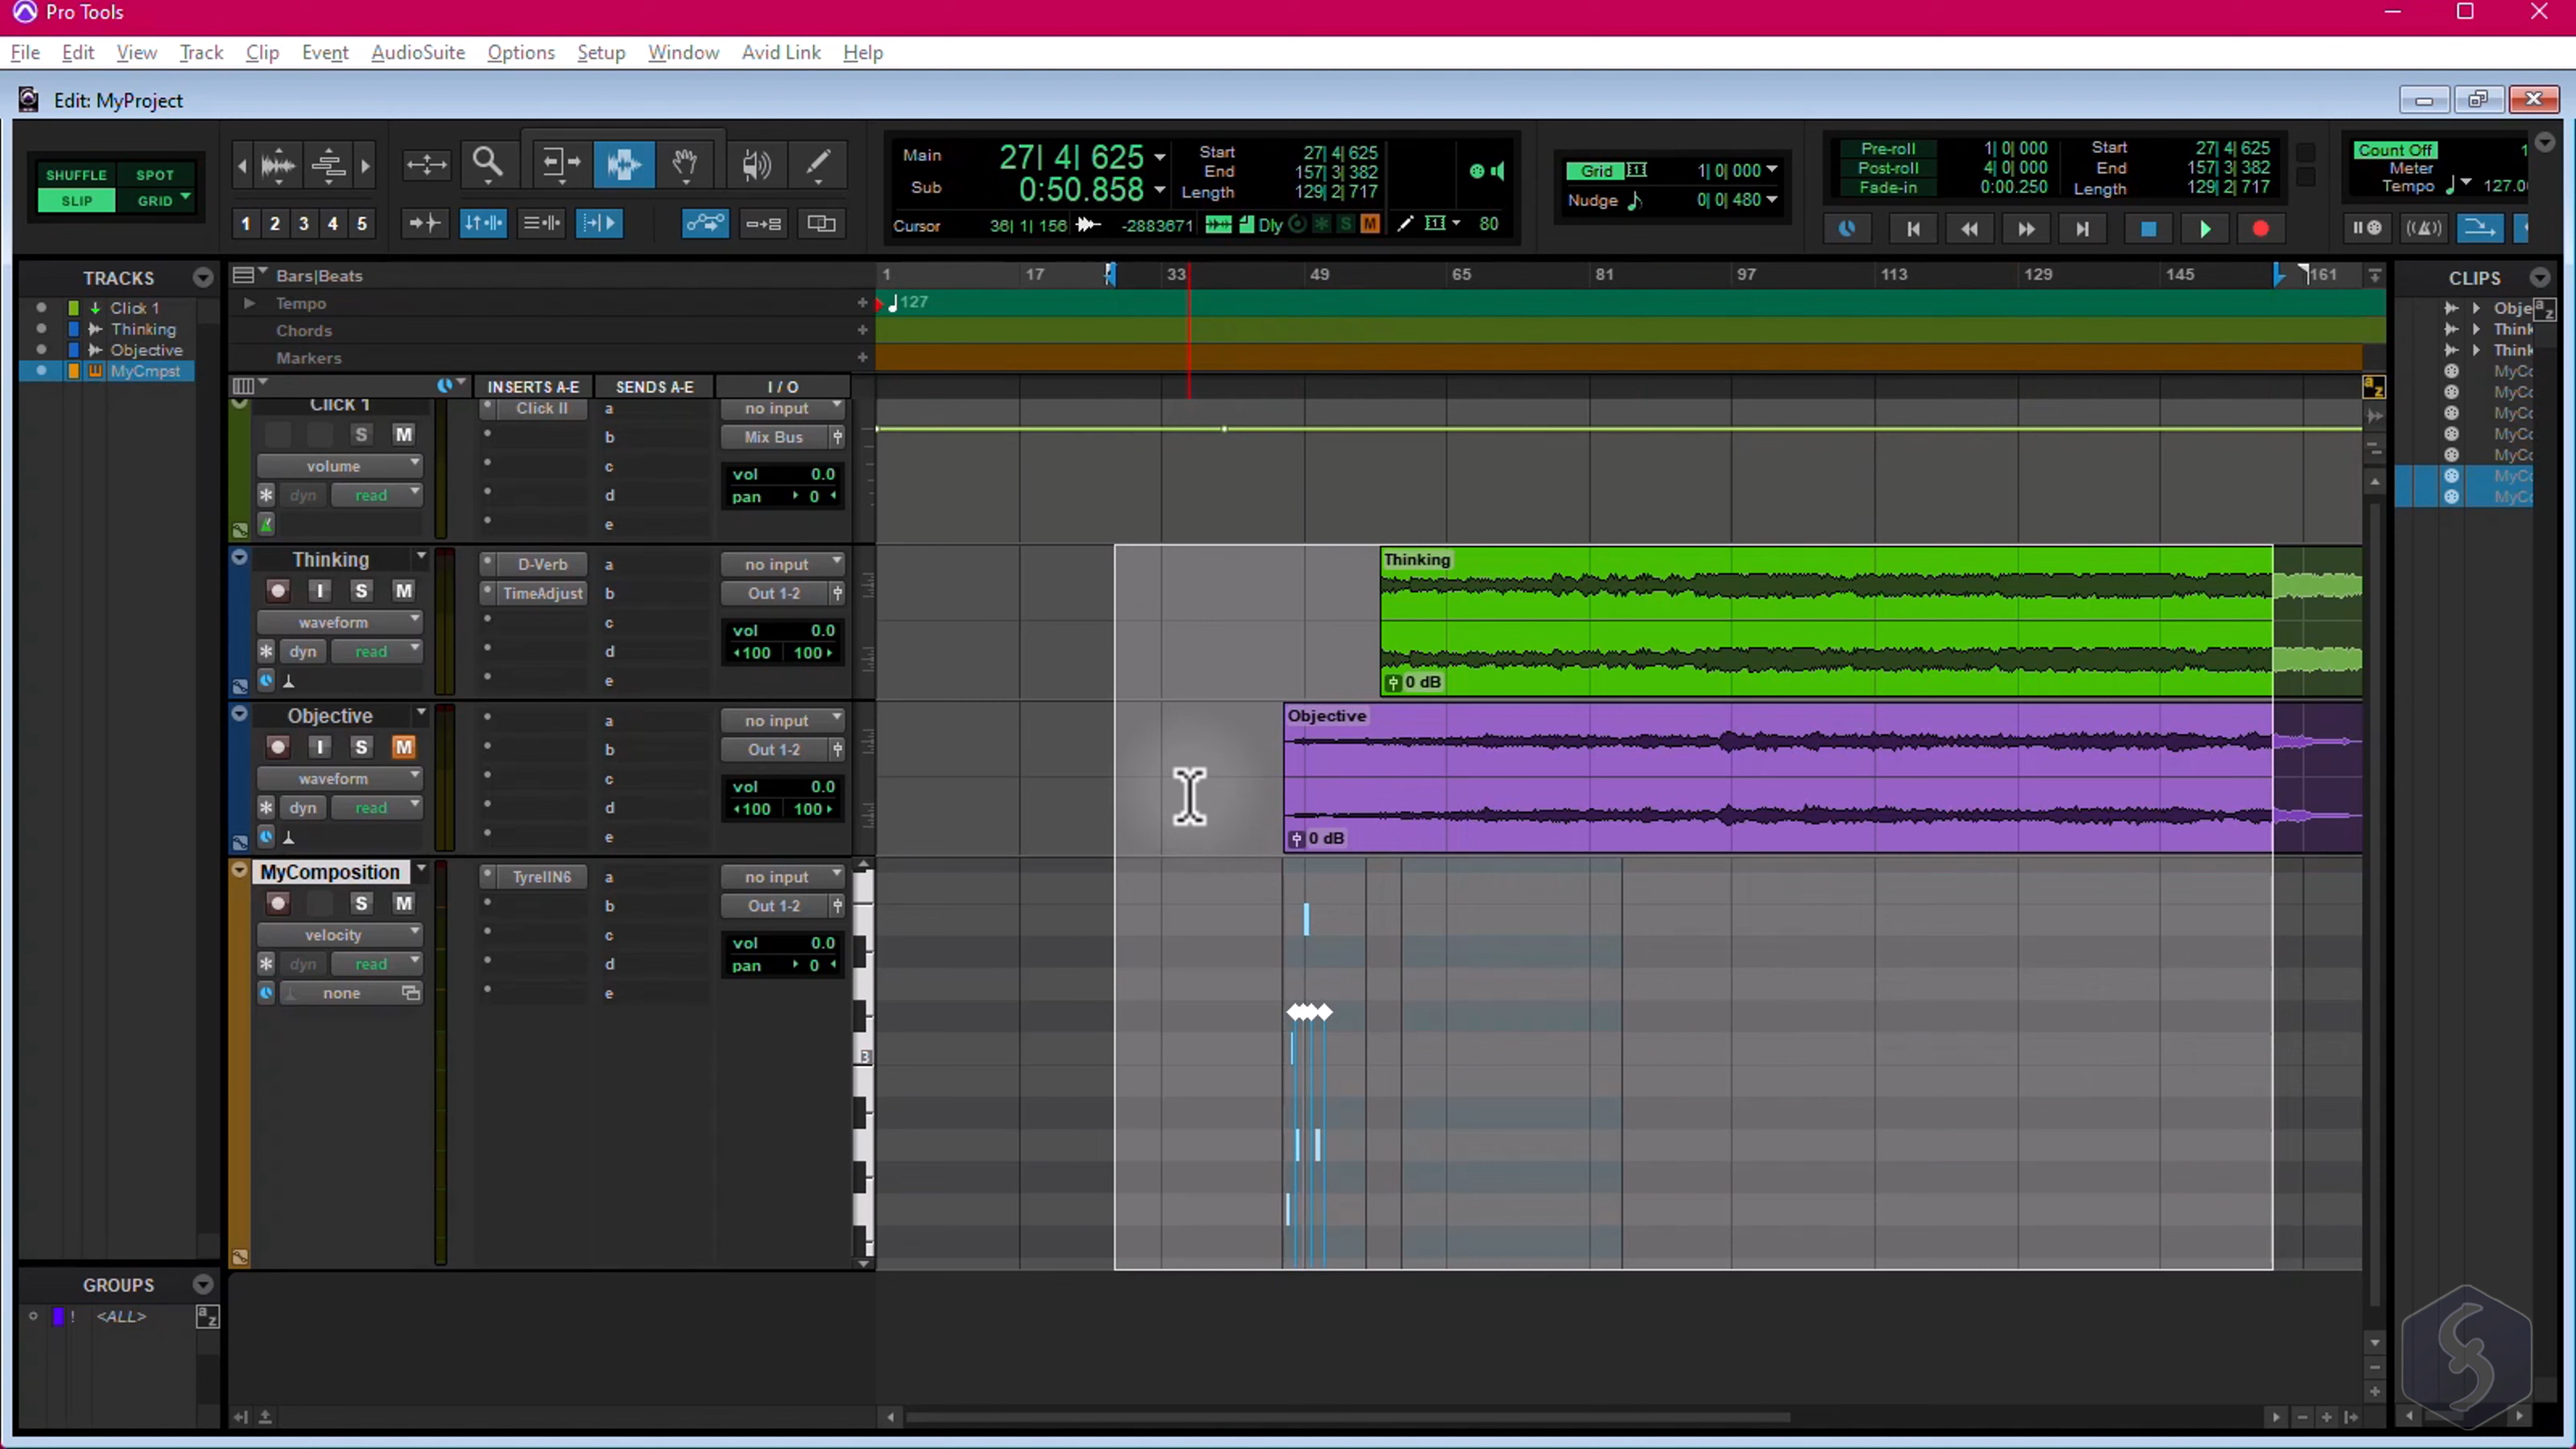 Pro Tools
File Edit View Track Clip Event AudioSuite Options Setup Window Avid Link Help
Edit: MyProject
SHUFFLE SPOT
SLIP GRID
1 2 3 4 5
Main 27| 4| 625
Sub 0:50.858
Start 27| 4| 625
End 157| 3| 382
Length 129| 2| 717
Cursor 36| 1| 156 -2883671 Dly S M 80
Grid 1| 0| 000
Nudge 0| 0| 480
Pre-roll 1| 0| 000
Post-roll 4| 0| 000
Fade-in 0:00.250
Start 27| 4| 625
End 157| 3| 382
Length 129| 2| 717
Count Off
Meter
Tempo 127.0
TRACKS
Click 1
Thinking
Objective
MyCmpst
Bars|Beats
1 17 33 49 65 81 97 113 129 145 161
Tempo
127
Chords
Markers
INSERTS A-E SENDS A-E I / O
CLIPS
Obje
Think
Think
MyCo
MyCo
MyCo
MyCo
MyCo
MyCo
MyCo
a z
Click 1
S M
volume
dyn read
Click II
a
b
c
d
e
no input
Mix Bus
vol 0.0
pan 0
Thinking
I S M
waveform
dyn read
D-Verb
TimeAdjust
a
b
c
d
e
no input
Out 1-2
vol 0.0
100 100
Thinking
0 dB
Objective
I S M
waveform
dyn read
a
b
c
d
e
no input
Out 1-2
vol 0.0
100 100
Objective
0 dB
MyComposition
S M
velocity
dyn read
none
TyrellN6
a
b
c
d
e
no input
Out 1-2
vol 0.0
pan 0
3
GROUPS
! <ALL>
a z